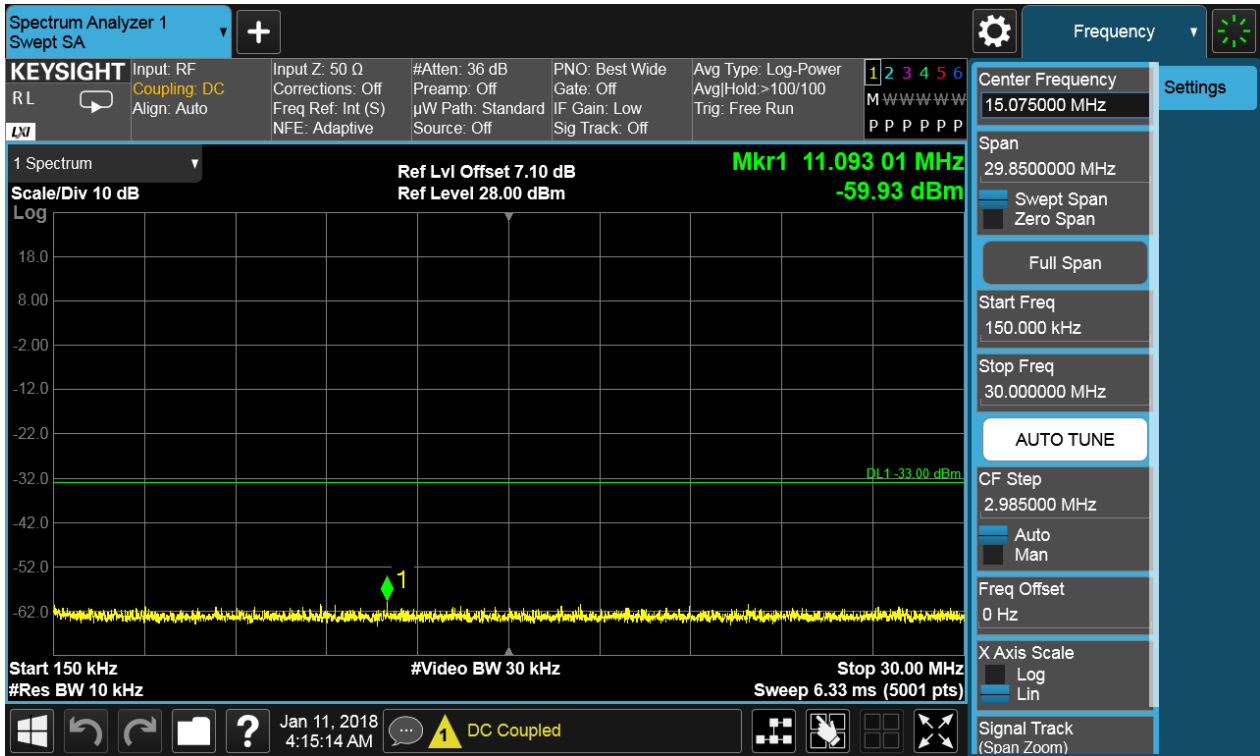 Spectrum Analyzer 1
Swept SA
+
Frequency
KEYSIGHT
RL
LXI
Input: RF
Coupling: DC
Align: Auto
Input Z: 50 Ω
Corrections: Off
Freq Ref: Int (S)
NFE: Adaptive
#Atten: 36 dB
Preamp: Off
µW Path: Standard
Source: Off
PNO: Best Wide
Gate: Off
IF Gain: Low
Sig Track: Off
Avg Type: Log-Power
Avg|Hold:>100/100
Trig: Free Run
1 2 3 4 5 6
M W W W W W
P P P P P P
1 Spectrum
Scale/Div 10 dB
Log
Ref Lvl Offset 7.10 dB
Ref Level 28.00 dBm
Mkr1 11.093 01 MHz
-59.93 dBm
18.0
8.00
-2.00
-12.0
-22.0
-32.0
-42.0
-52.0
-62.0
DL1 -33.00 dBm
1
Start 150 kHz
#Res BW 10 kHz
#Video BW 30 kHz
Stop 30.00 MHz
Sweep 6.33 ms (5001 pts)
Center Frequency
15.075000 MHz
Span
29.8500000 MHz
Swept Span
Zero Span
Full Span
Start Freq
150.000 kHz
Stop Freq
30.000000 MHz
AUTO TUNE
CF Step
2.985000 MHz
Auto
Man
Freq Offset
0 Hz
X Axis Scale
Log
Lin
Signal Track
(Span Zoom)
Settings
?
Jan 11, 2018
4:15:14 AM
1
DC Coupled